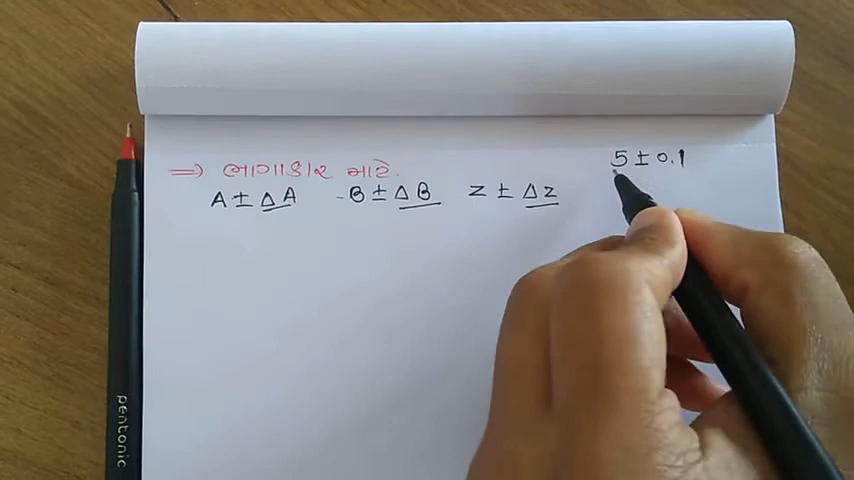 ⇒ ભાગાકાર માટે.
5 ± 0.1
A ± ΔA B ± ΔB Z ± ΔZ
pentonic